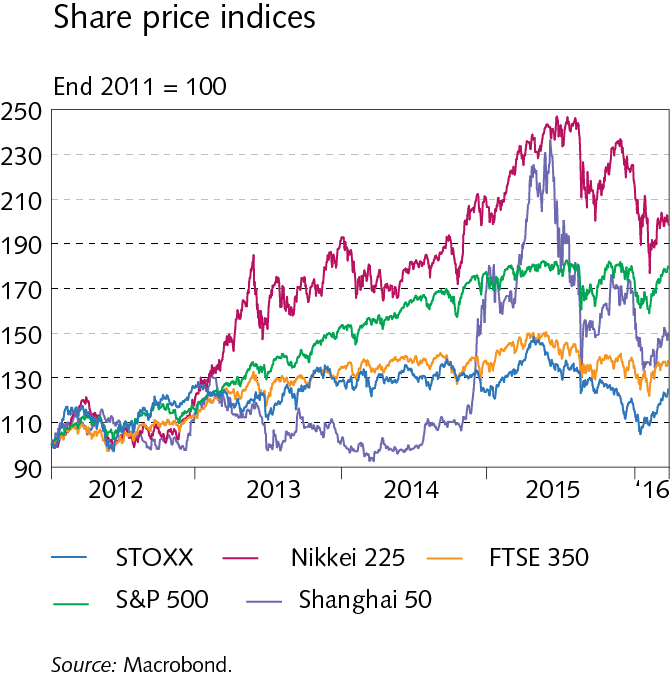 Share price indices
End 2011 = 100
250
230
210
190
170
150
130
110
90
2012 2013 2014 2015 ‘16
STOXX Nikkei 225 FTSE 350
S&P 500 Shanghai 50
Source: Macrobond.